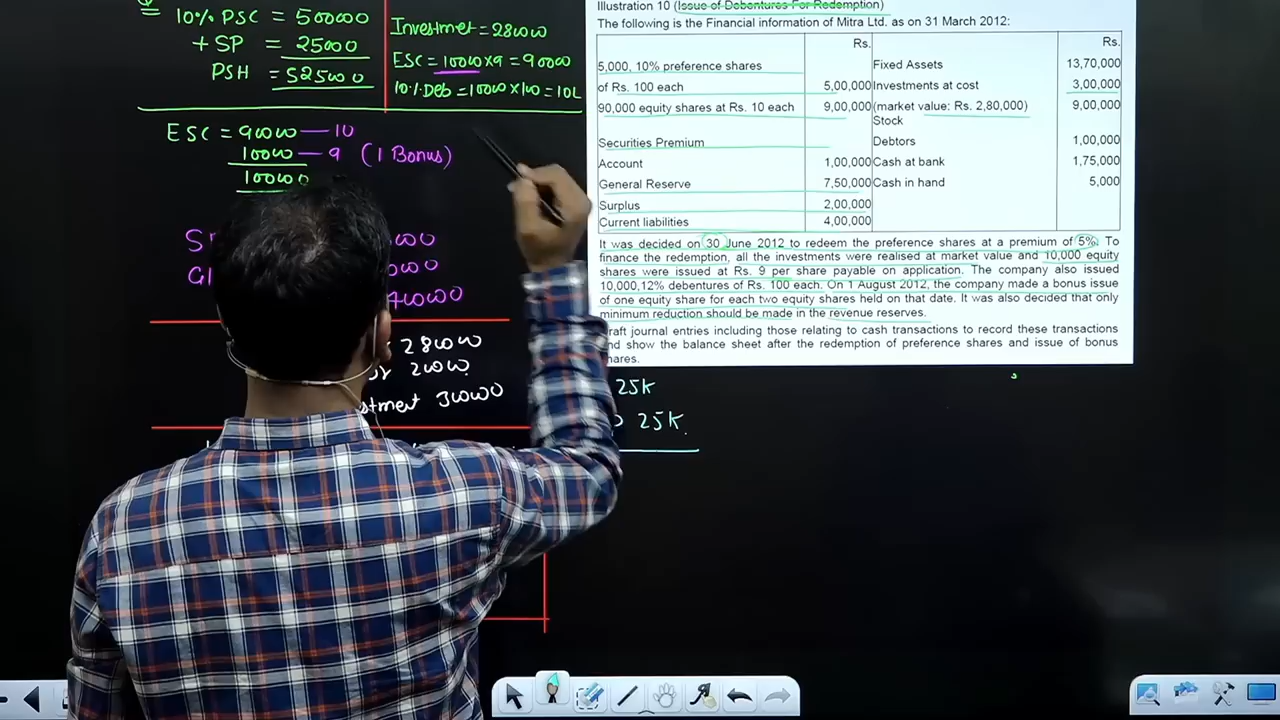 10% PSC = 500000
+ SP = 25000
PSH = 525000
Investmet = 280000
ESC = 10000×9 = 90000
10.1. Deb = 10000 × 100 = 10L
ESC = 90000 — 10
10000 — 9 (1 Bonus)
100000
280000
20000
stment 300000
25K
25K
Illustration 10 (Issue of Debentures For Redemption)
The following is the Financial information of Mitra Ltd. as on 31 March 2012:
Rs. Rs.
5,000, 10% preference shares Fixed Assets 13,70,000
of Rs. 100 each 5,00,000 Investments at cost 3,00,000
90,000 equity shares at Rs. 10 each 9,00,000 (market value: Rs. 2,80,000) 9,00,000
Stock
Securities Premium Debtors 1,00,000
Account 1,00,000 Cash at bank 1,75,000
General Reserve 7,50,000 Cash in hand 5,000
Surplus 2,00,000
Current liabilities 4,00,000
It was decided on 30 June 2012 to redeem the preference shares at a premium of 5%. To
finance the redemption, all the investments were realised at market value and 10,000 equity
shares were issued at Rs. 9 per share payable on application. The company also issued
10,000,12% debentures of Rs. 100 each. On 1 August 2012, the company made a bonus issue
of one equity share for each two equity shares held on that date. It was also decided that only
minimum reduction should be made in the revenue reserves.
raft journal entries including those relating to cash transactions to record these transactions
nd show the balance sheet after the redemption of preference shares and issue of bonus
hares.